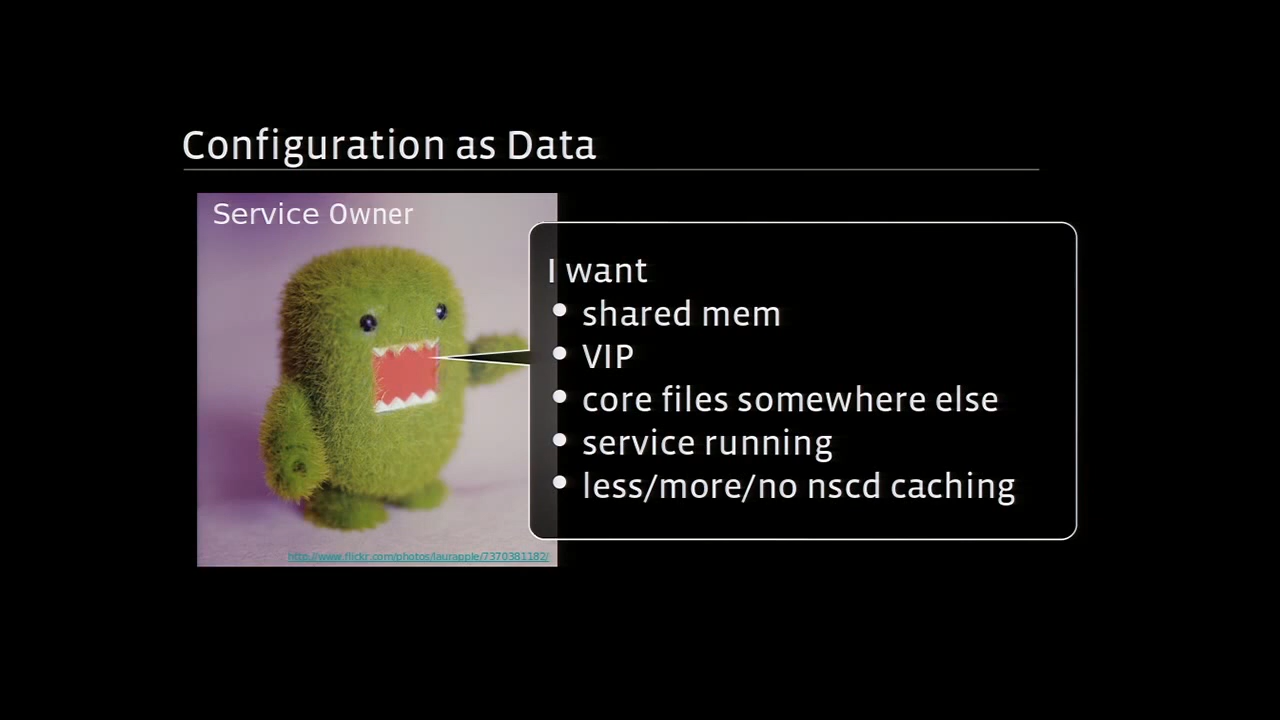 Configuration as Data
Service Owner
I want
• shared mem
• VIP
• core files somewhere else
• service running
• less/more/no nscd caching
http://www.flickr.com/photos/laurapple/7370381182/